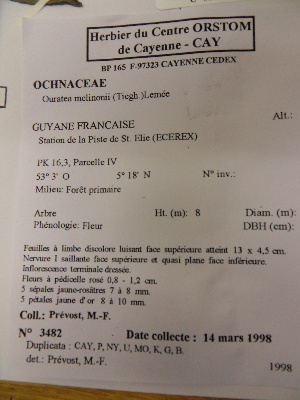 Herbier du Centre ORSTOM
de Cayenne - CAY
BP 165 F-97323 CAYENNE CEDEX
OCHNACEAE
Ouratea melinonii (Tiegh.)Lemée
Alt.:
GUYANE FRANCAISE
Station de la Piste de St. Elie (ECEREX)
PK 16,3, Parcelle IV
53° 3' O 5° 18' N N° inv.:
Milieu: Forêt primaire
Arbre Ht. (m): 8 Diam. (m):
Phénologie: Fleur DBH (cm):
Feuilles à limbe discolore luisant face supérieure atteint 13 x 4,5 cm.
Nervure I saillante face supérieure et quasi plane face inférieure.
Inflorescence terminale dressée.
Fleurs à pédicelle rosé 0,8 - 1,2 cm.
5 sépales jaune-rosâtres 7 à 8 mm.
5 pétales jaune d'or 8 à 10 mm.
Coll.: Prévost, M.-F.
N° 3482 Date collecte : 14 mars 1998
Duplicata : CAY, P, NY, U, MO, K, G, B.
det.: Prévost, M.-F. 1998